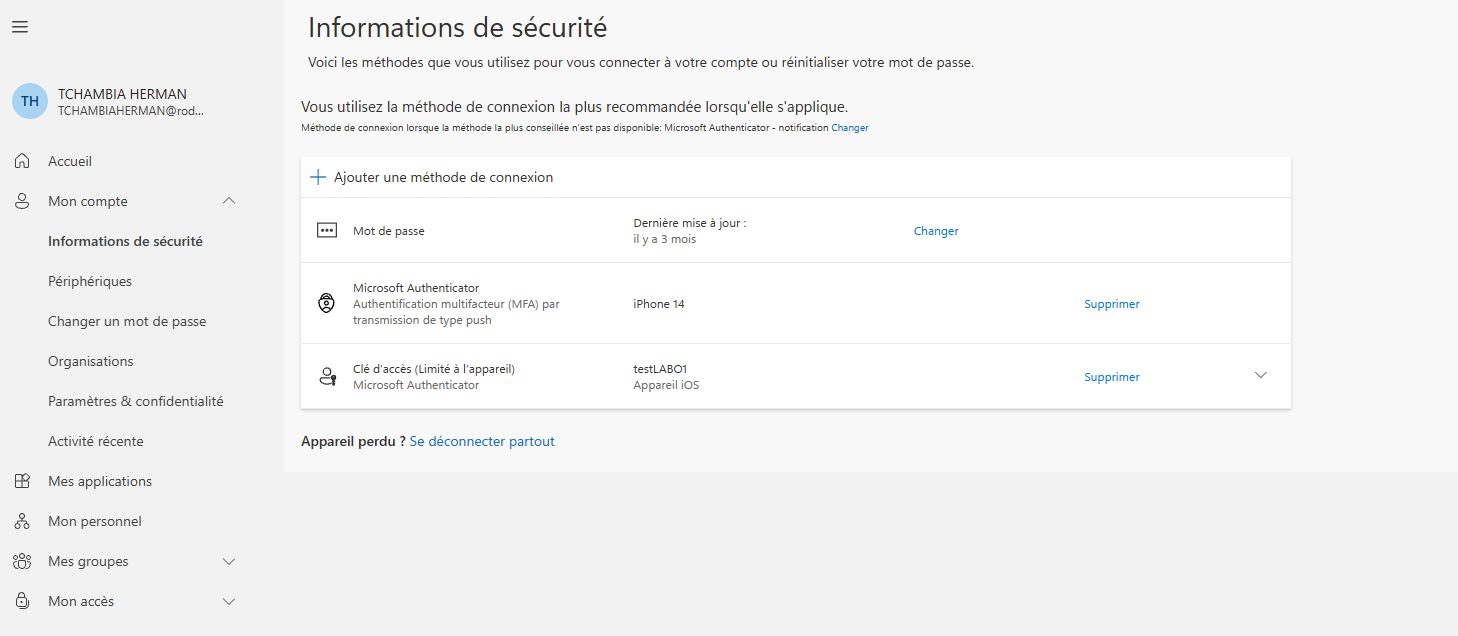 TH
TCHAMBIA HERMAN
TCHAMBIAHERMAN@rod...
Accueil
Mon compte
Informations de sécurité
Périphériques
Changer un mot de passe
Organisations
Paramètres & confidentialité
Activité récente
Mes applications
Mon personnel
Mes groupes
Mon accès
Informations de sécurité
Voici les méthodes que vous utilisez pour vous connecter à votre compte ou réinitialiser votre mot de passe.
Vous utilisez la méthode de connexion la plus recommandée lorsqu'elle s'applique.
Méthode de connexion lorsque la méthode la plus conseillée n'est pas disponible: Microsoft Authenticator - notification Changer
Ajouter une méthode de connexion
Mot de passe
Dernière mise à jour :
il y a 3 mois
Changer
Microsoft Authenticator
Authentification multifacteur (MFA) par
transmission de type push
iPhone 14
Supprimer
Clé d'accès (Limité à l'appareil)
Microsoft Authenticator
testLABO1
Appareil iOS
Supprimer
Appareil perdu ? Se déconnecter partout